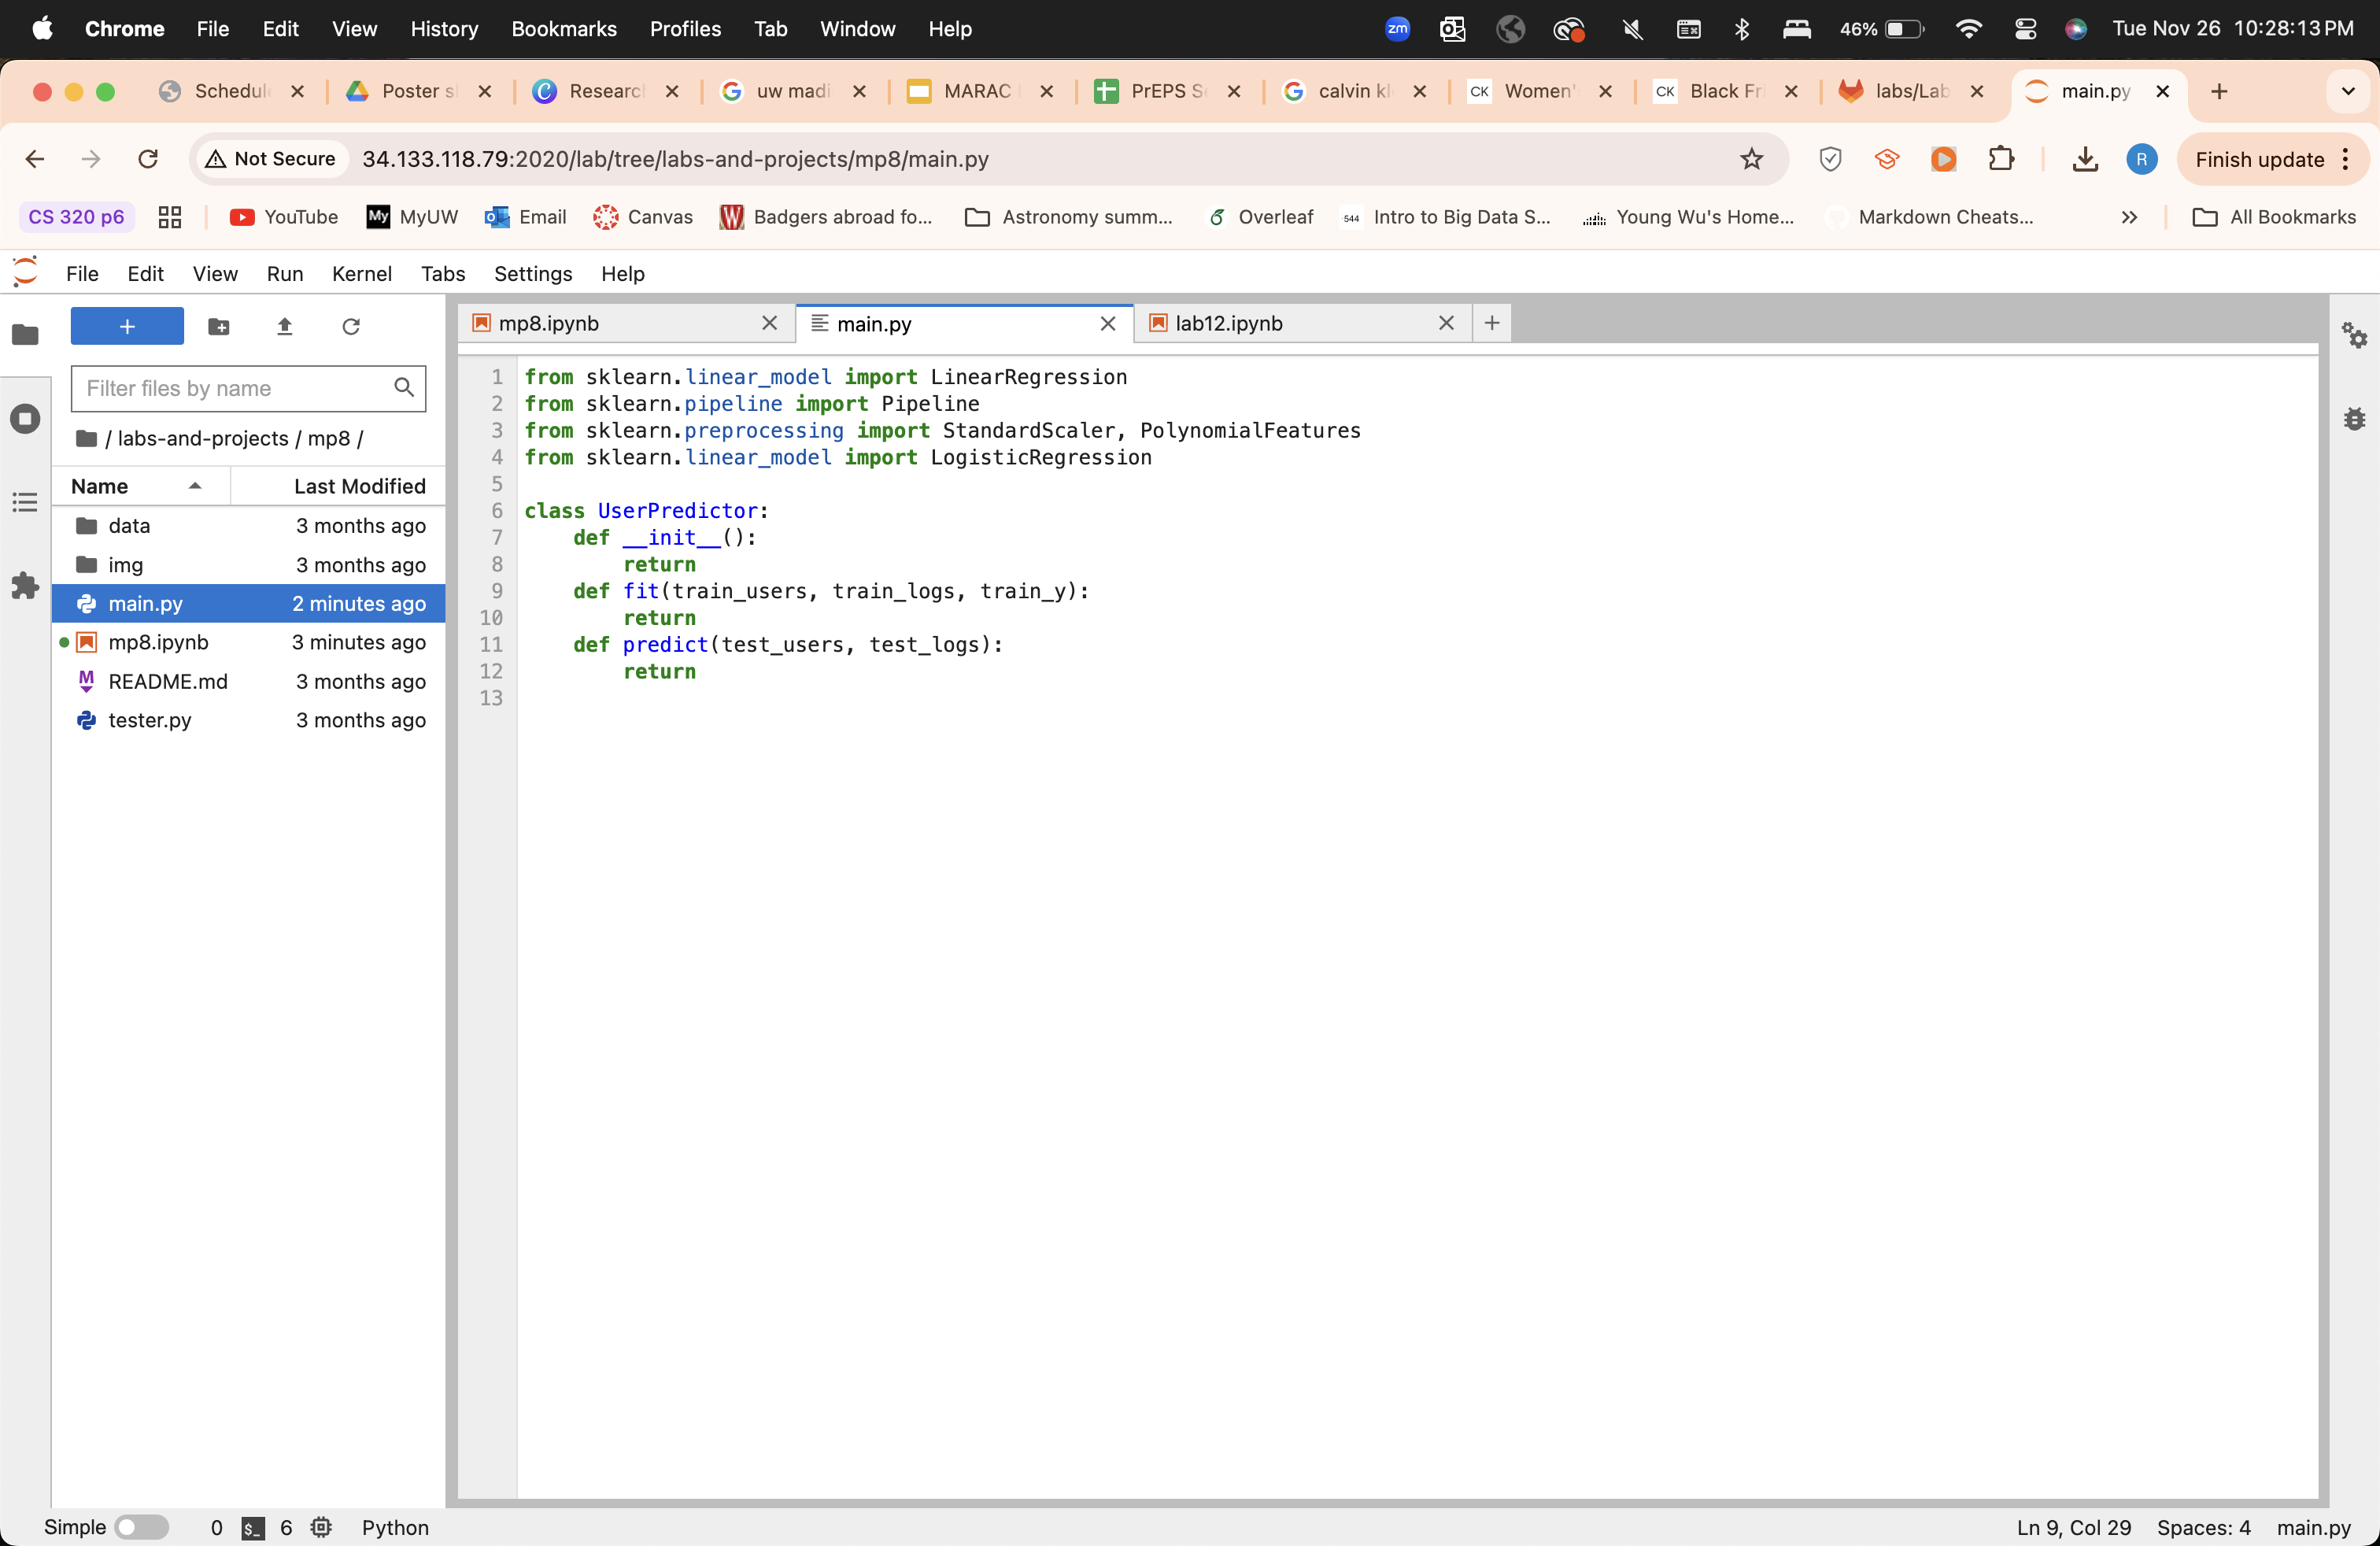 Chrome File Edit View History Bookmarks Profiles Tab Window Help zm 46% Tue Nov 26 10:28:13 PM
Schedul Poster s Researc uw madi MARAC PrEPS S calvin kl CK Women' CK Black Fri labs/Lab main.py
Not Secure 34.133.118.79:2020/lab/tree/labs-and-projects/mp8/main.py R Finish update
CS 320 p6 YouTube My MyUW Email Canvas Badgers abroad fo... Astronomy summ... Overleaf 544 Intro to Big Data S... Young Wu's Home... Markdown Cheats... » All Bookmarks
File Edit View Run Kernel Tabs Settings Help
mp8.ipynb main.py lab12.ipynb
Filter files by name
/ labs-and-projects / mp8 /
Name Last Modified
data 3 months ago
img 3 months ago
main.py 2 minutes ago
mp8.ipynb 3 minutes ago
README.md 3 months ago
tester.py 3 months ago
1 from sklearn.linear_model import LinearRegression
2 from sklearn.pipeline import Pipeline
3 from sklearn.preprocessing import StandardScaler, PolynomialFeatures
4 from sklearn.linear_model import LogisticRegression
5
6 class UserPredictor:
7 def __init__():
8 return
9 def fit(train_users, train_logs, train_y):
10 return
11 def predict(test_users, test_logs):
12 return
13
Simple 0 $_ 6 Python Ln 9, Col 29 Spaces: 4 main.py